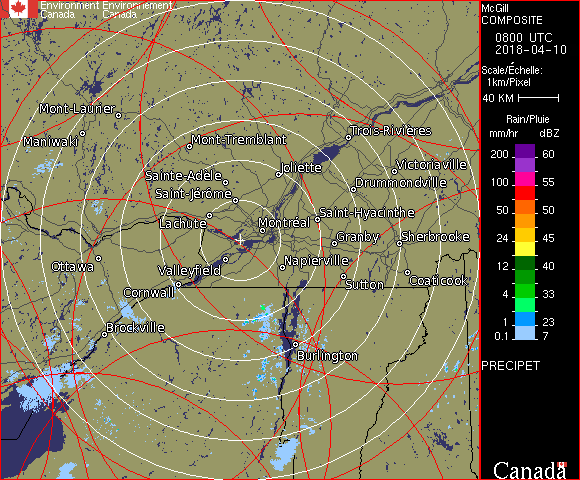 Environment Environnement
Canada Canada
McGill
COMPOSITE
0800 UTC
2018-04-10
Scale/Échelle:
1km/Pixel
40 KM
Rain/Pluie
mm/hr dBZ
200 60
155 55
100 55
50 50
24 45
12 40
4 33
1 23
0.1 7
PRECIPET
Mont-Laurier
Maniwaki
Mont-Tremblant
Trois-Rivières
Joliette
Victoriaville
Sainte-Adèle
Drummondville
Saint-Jérôme
Lachute
Saint-Hyacinthe
Montréal
Granby
Sherbrooke
Ottawa
Valleyfield
Napierville
Cornwall
Sutton
Coaticook
Brockville
Burlington
Canada